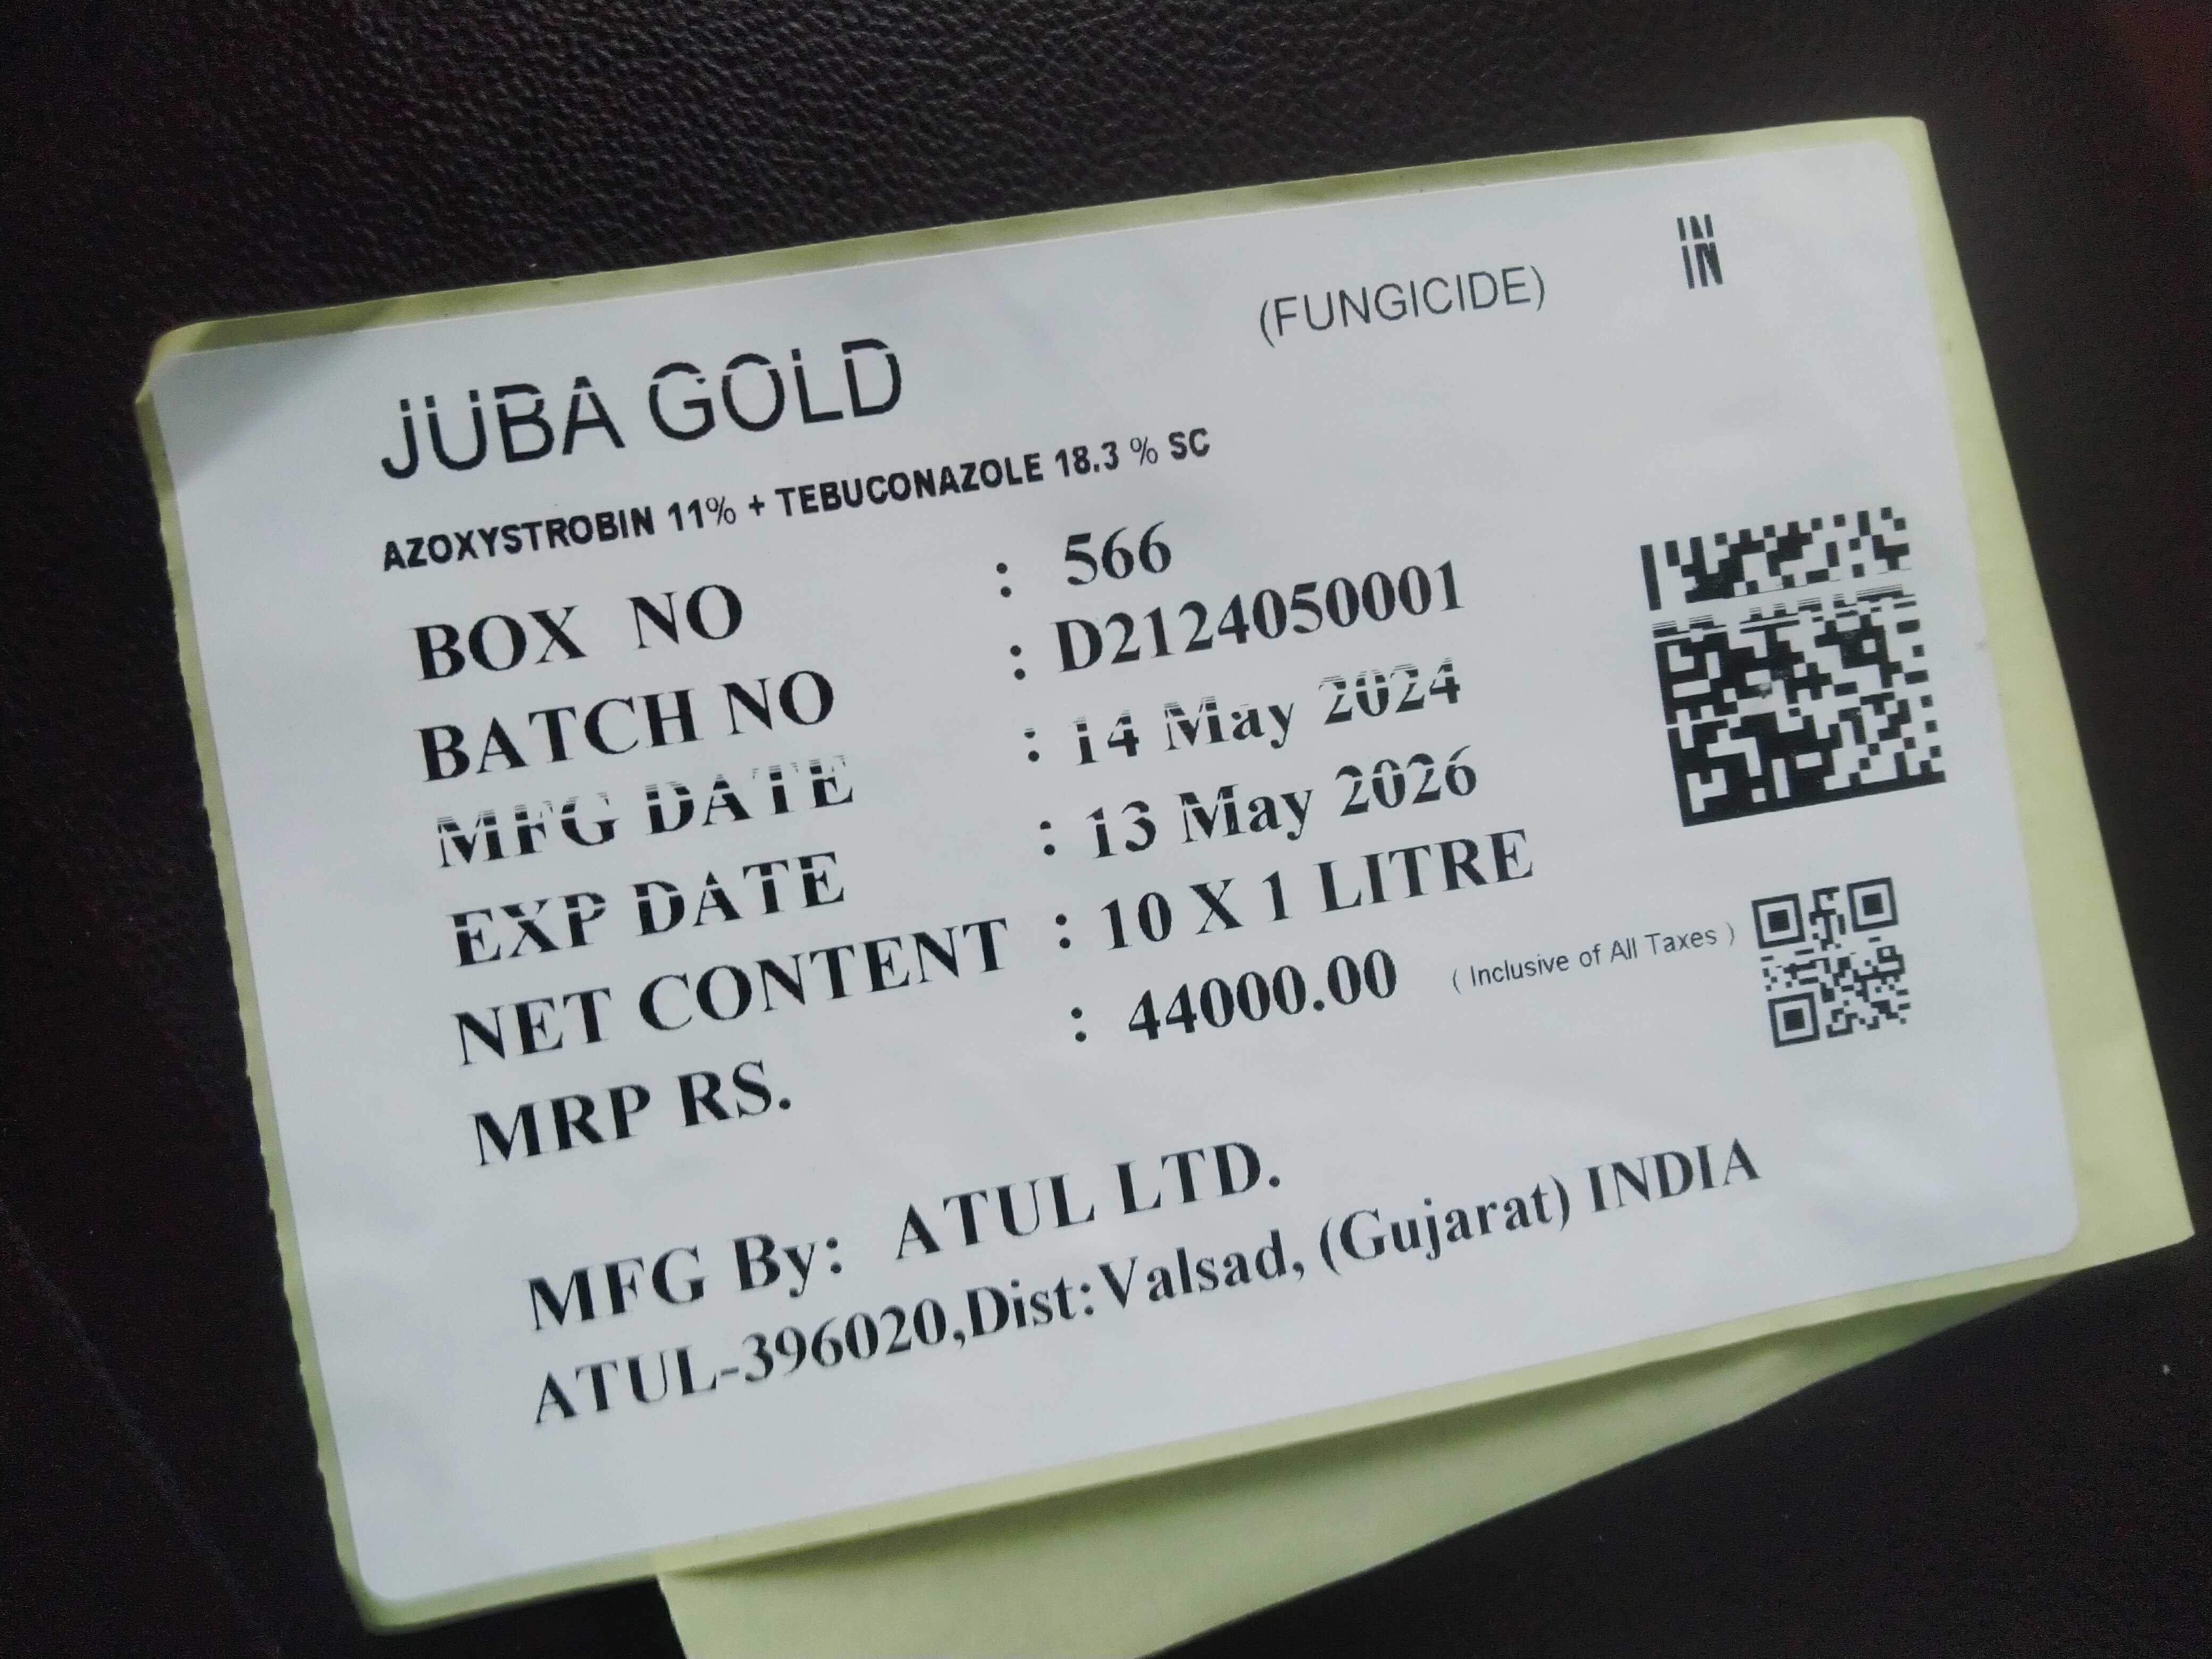 IN
(FUNGICIDE)
JUBA GOLD
AZOXYSTROBIN 11% + TEBUCONAZOLE 18.3 % SC
BOX NO : 566
BATCH NO : D2124050001
MFG DATE : 14 May 2024
EXP DATE : 13 May 2026
NET CONTENT : 10 X 1 LITRE
MRP RS. : 44000.00 ( Inclusive of All Taxes )
MFG By: ATUL LTD.
ATUL-396020,Dist:Valsad, (Gujarat) INDIA